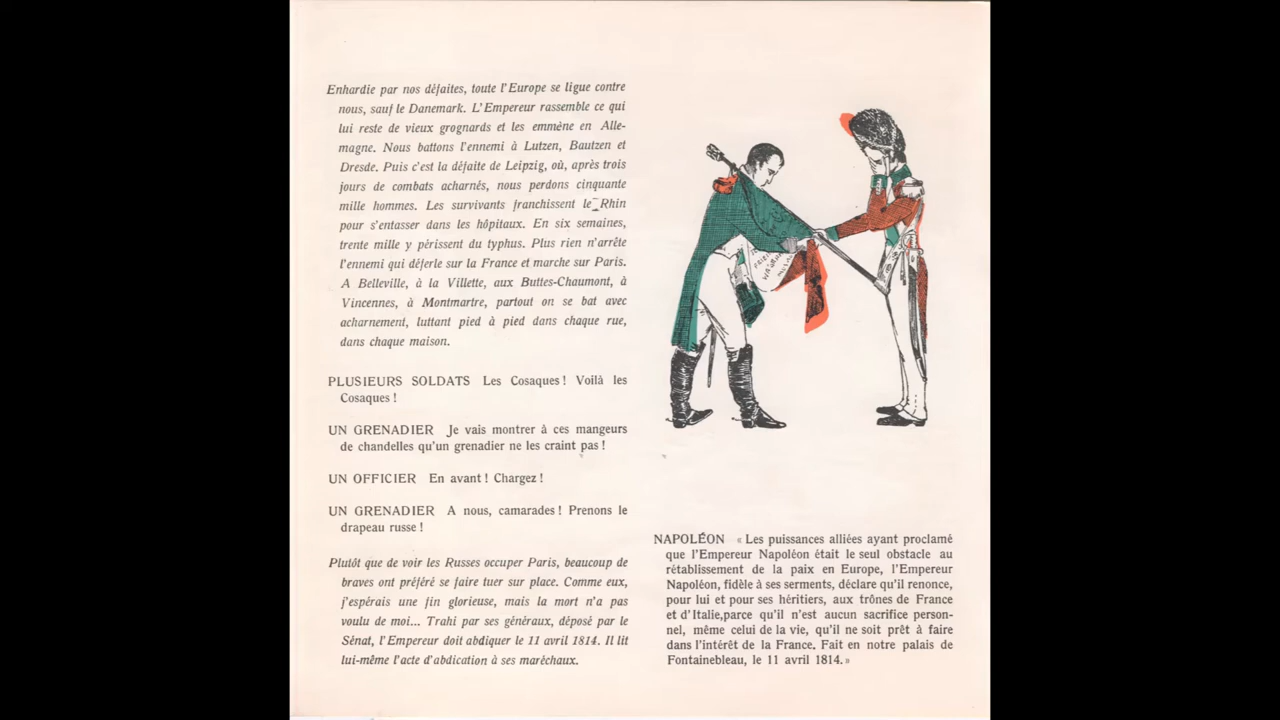 Enhardie par nos défaites, toute l'Europe se ligue contre
nous, sauf le Danemark. L'Empereur rassemble ce qui
lui reste de vieux grognards et les emmène en Alle-
magne. Nous battons l'ennemi à Lutzen, Bautzen et
Dresde. Puis c'est la défaite de Leipzig, où, après trois
jours de combats acharnés, nous perdons cinquante
mille hommes. Les survivants franchissent le Rhin
pour s'entasser dans les hôpitaux. En six semaines,
trente mille y périssent du typhus. Plus rien n'arrête
l'ennemi qui déferle sur la France et marche sur Paris.
A Belleville, à la Villette, aux Buttes-Chaumont, à
Vincennes, à Montmartre, partout on se bat avec
acharnement, luttant pied à pied dans chaque rue,
dans chaque maison.
PLUSIEURS SOLDATS Les Cosaques ! Voilà les
Cosaques !
UN GRENADIER Je vais montrer à ces mangeurs
de chandelles qu'un grenadier ne les craint pas !
UN OFFICIER En avant ! Chargez !
UN GRENADIER A nous, camarades ! Prenons le
drapeau russe !
Plutôt que de voir les Russes occuper Paris, beaucoup de
braves ont préféré se faire tuer sur place. Comme eux,
j'espérais une fin glorieuse, mais la mort n'a pas
voulu de moi... Trahi par ses généraux, déposé par le
Sénat, l'Empereur doit abdiquer le 11 avril 1814. Il lit
lui-même l'acte d'abdication à ses maréchaux.
NAPOLÉON « Les puissances alliées ayant proclamé
que l'Empereur Napoléon était le seul obstacle au
rétablissement de la paix en Europe, l'Empereur
Napoléon, fidèle à ses serments, déclare qu'il renonce,
pour lui et pour ses héritiers, aux trônes de France
et d'Italie,parce qu'il n'est aucun sacrifice person-
nel, même celui de la vie, qu'il ne soit prêt à faire
dans l'intérêt de la France. Fait en notre palais de
Fontainebleau, le 11 avril 1814. »